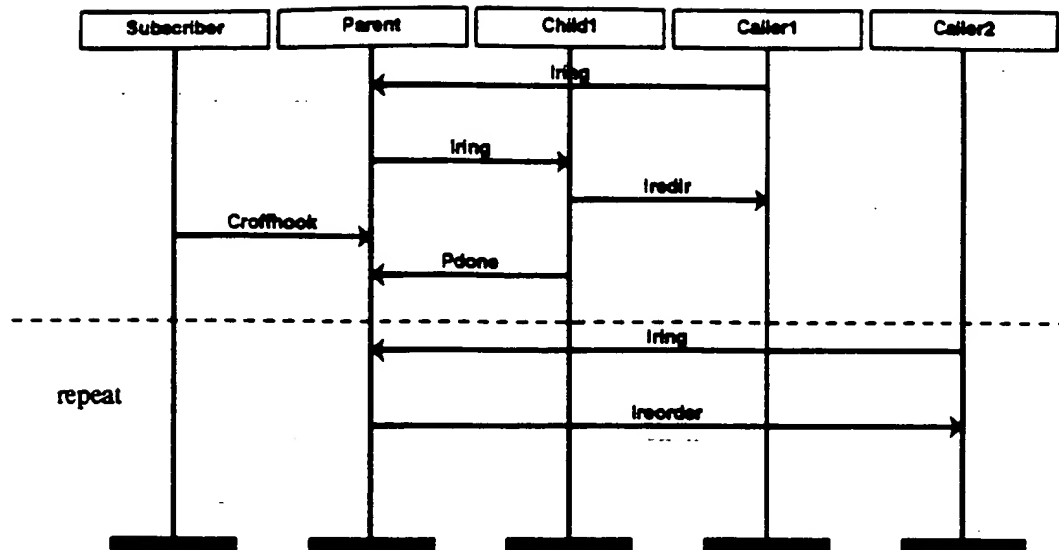 Subscriber Parent Child1 Caller1 Caller2
Iring
Iring
Iredir
Croffhook
Pdone
Iring
repeat
Ireorder